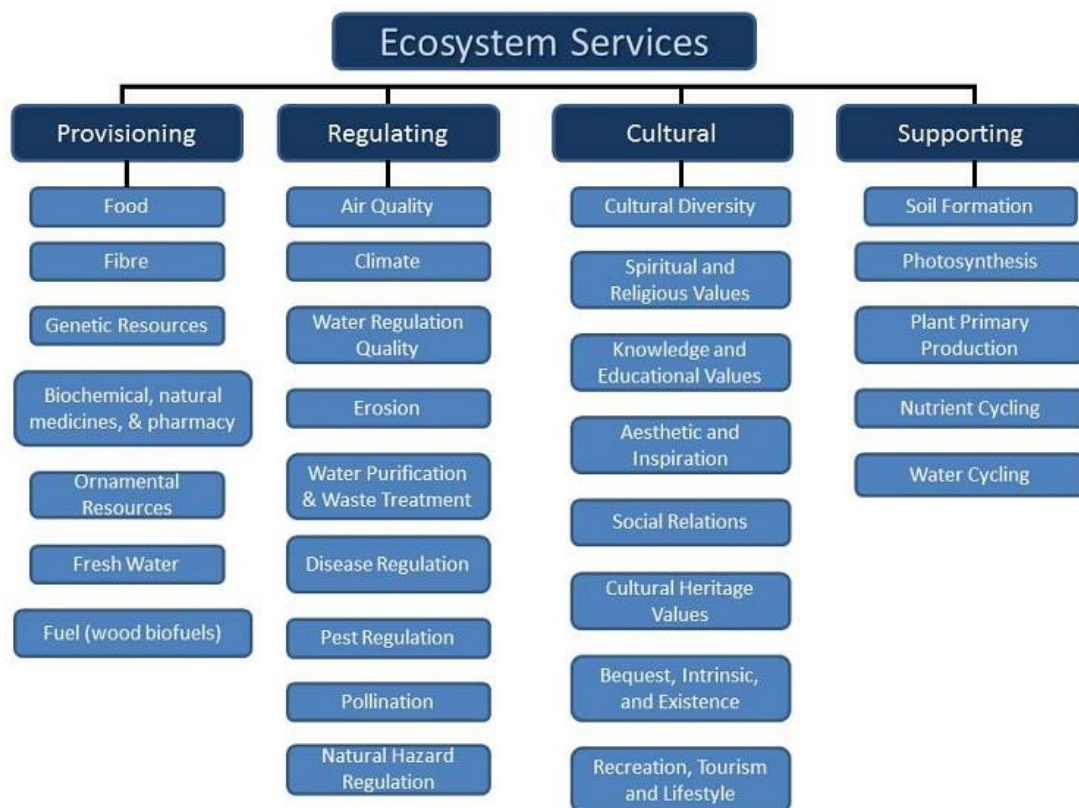 Ecosystem Services
Provisioning
Food
Fibre
Genetic Resources
Biochemical, natural
medicines, & pharmacy
Ornamental
Resources
Fresh Water
Fuel (wood biofuels)
Regulating
Air Quality
Climate
Water Regulation
Quality
Erosion
Water Purification
& Waste Treatment
Disease Regulation
Pest Regulation
Pollination
Natural Hazard
Regulation
Cultural
Cultural Diversity
Spiritual and
Religious Values
Knowledge and
Educational Values
Aesthetic and
Inspiration
Social Relations
Cultural Heritage
Values
Bequest, Intrinsic,
and Existence
Recreation, Tourism
and Lifestyle
Supporting
Soil Formation
Photosynthesis
Plant Primary
Production
Nutrient Cycling
Water Cycling